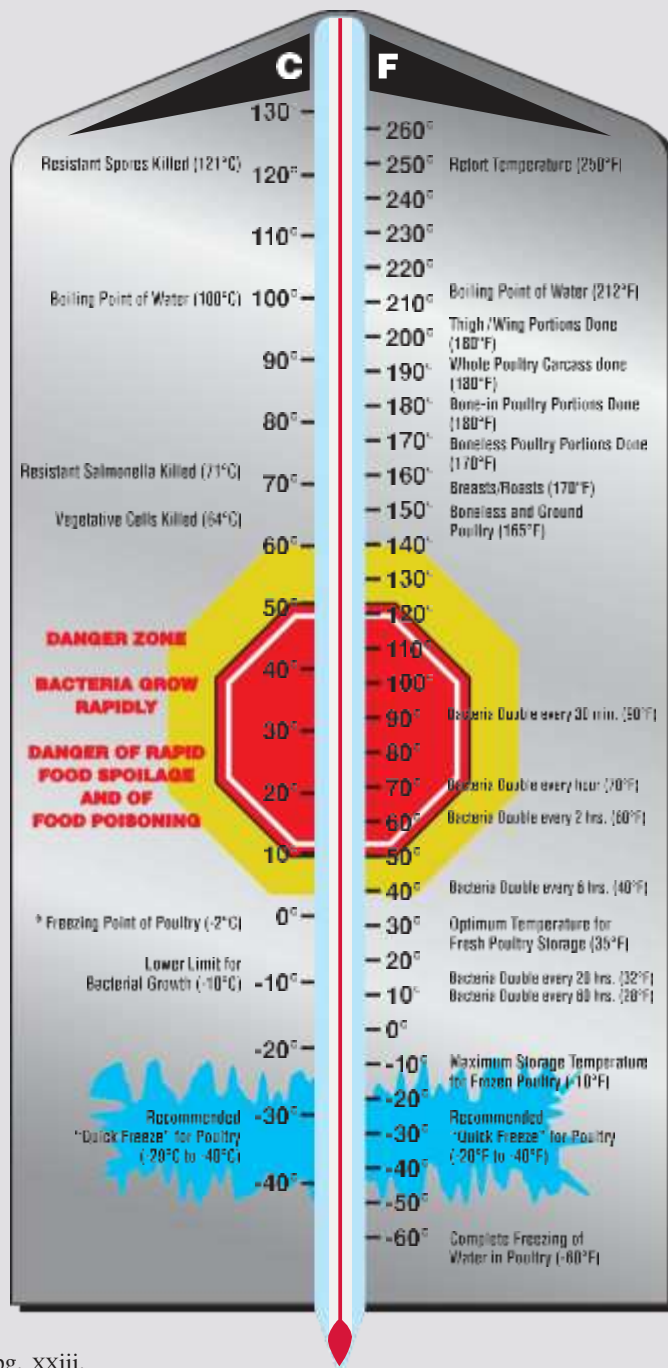 C F
130
120°
110°
100°
90°
80°
70°
60°
50°
40°
30°
20°
10°
0°
-10°
-20°
-30°
-40°
260°
250°
240°
230°
220°
210°
200°
190°
180°
170°
160°
150°
140°
130°
120°
110°
100°
90°
80°
70°
60°
50°
40°
30°
20°
10°
0°
-10°
-20°
-30°
-40°
-50°
-60°
Resistant Spores Killed (121°C)
Boiling Point of Water (100°C)
Resistant Salmonella Killed (71°C)
Vegetative Cells Killed (64°C)
DANGER ZONE
BACTERIA GROW
RAPIDLY
DANGER OF RAPID
FOOD SPOILAGE
AND OF
FOOD POISONING
* Freezing Point of Poultry (-2°C)
Lower Limit for
Bacterial Growth (-10°C)
Recommended
"Quick Freeze" for Poultry
(-20°C to -40°C)
Retort Temperature (250°F)
Boiling Point of Water (212°F)
Thigh/Wing Portions Done
(180°F)
Whole Poultry Carcass done
(180°F)
Bone-in Poultry Portions Done
(180°F)
Boneless Poultry Portions Done
(170°F)
Breasts/Roasts (170°F)
Boneless and Ground
Poultry (165°F)
Bacteria Double every 30 min. (90°F)
Bacteria Double every hour (70°F)
Bacteria Double every 2 hrs. (60°F)
Bacteria Double every 6 hrs. (40°F)
Optimum Temperature for
Fresh Poultry Storage (35°F)
Bacteria Double every 20 hrs. (32°F)
Bacteria Double every 60 hrs. (28°F)
Maximum Storage Temperature
for Frozen Poultry (-10°F)
Recommended
"Quick Freeze" for Poultry
(-20°F to -40°F)
Complete Freezing of
Water in Poultry (-60°F)
pg. xxiii.